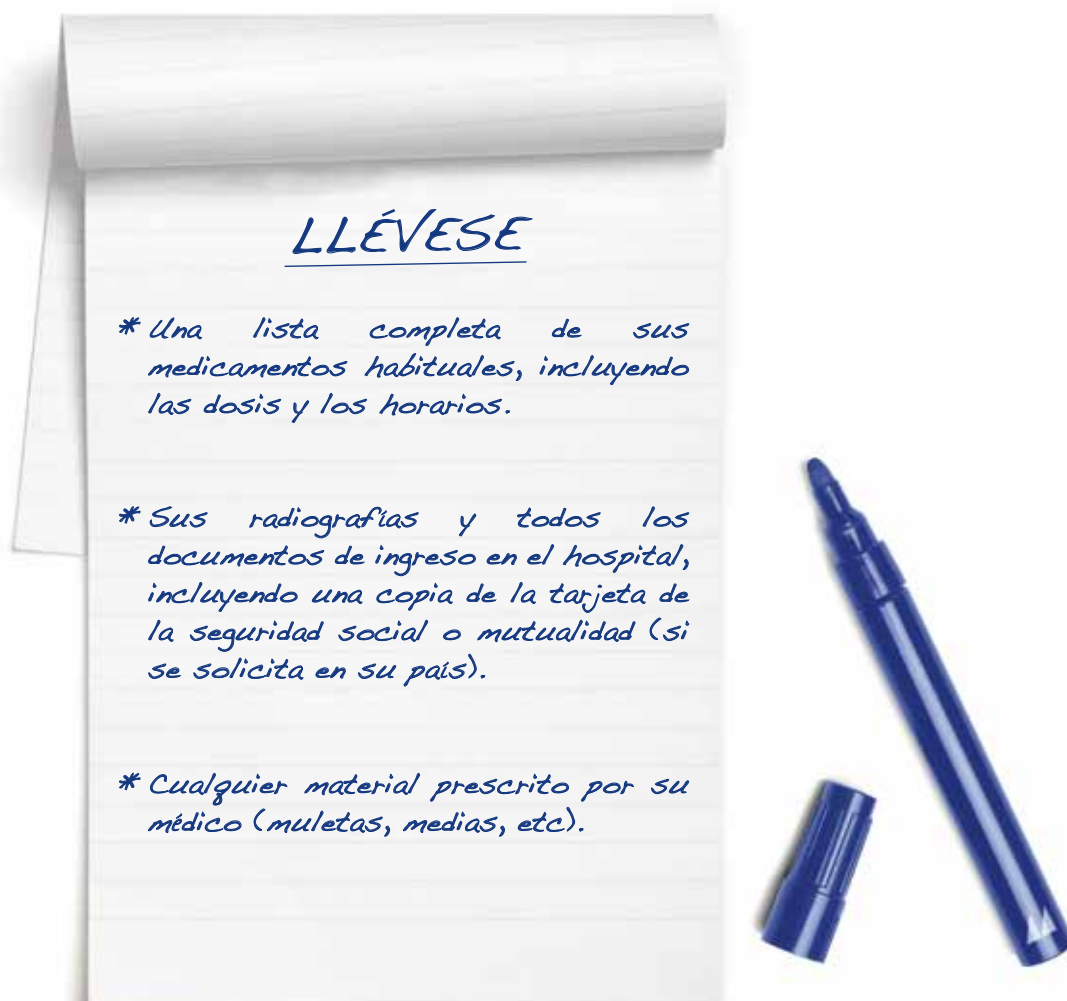 LLÉVESE
* Una lista completa de sus
medicamentos habituales, incluyendo
las dosis y los horarios.
* Sus radiografías y todos los
documentos de ingreso en el hospital,
incluyendo una copia de la tarjeta de
la seguridad social o mutualidad (si
se solicita en su país).
* Cualquier material prescrito por su
médico (muletas, medias, etc).